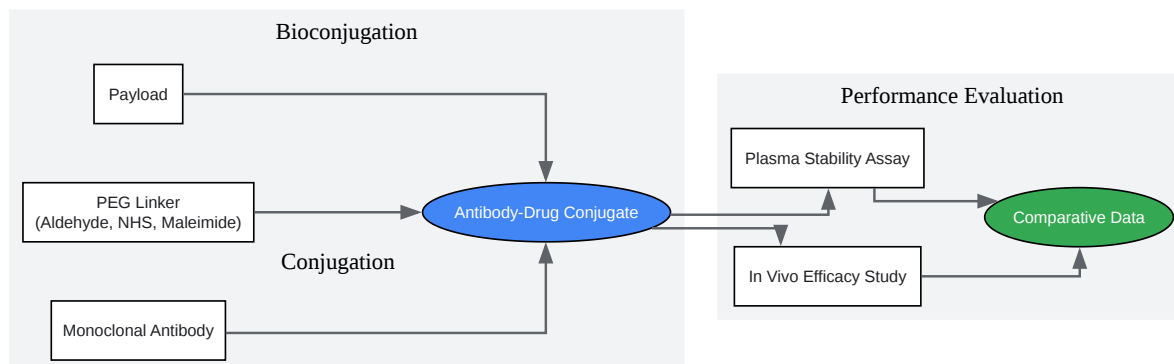 Bioconjugation
Payload
PEG Linker
(Aldehyde, NHS, Maleimide)
Antibody-Drug Conjugate
Conjugation
Monoclonal Antibody
Performance Evaluation
Plasma Stability Assay
Comparative Data
In Vivo Efficacy Study